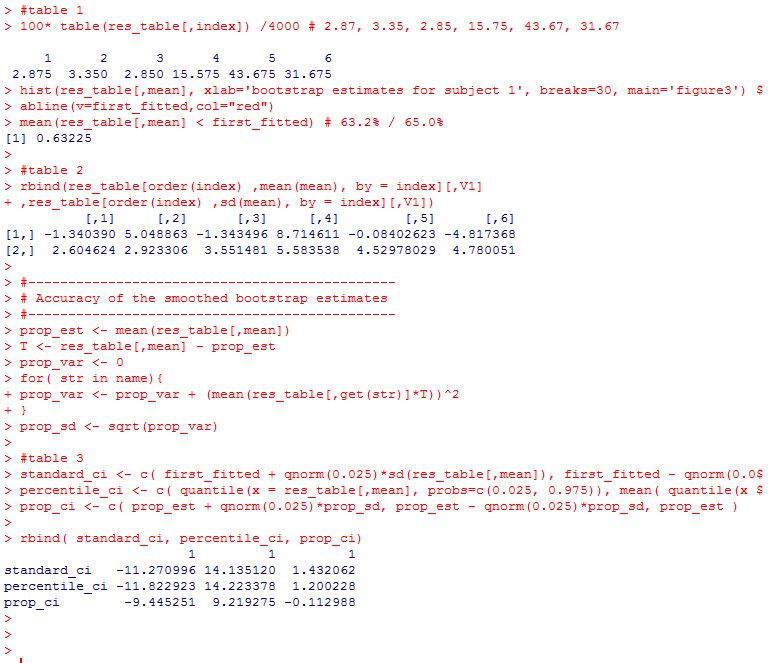 > #table 1
> 100* table(res_table[,index]) /4000 # 2.87, 3.35, 2.85, 15.75, 43.67, 31.67
1 2 3 4 5 6
2.875 3.350 2.850 15.575 43.675 31.675
> hist(res_table[,mean], xlab='bootstrap estimates for subject 1', breaks=30, main='figure3') $
> abline(v=first_fitted,col="red")
> mean(res_table[,mean] < first_fitted) # 63.2% / 65.0%
[1] 0.63225
>
> #table 2
> rbind(res_table[order(index) ,mean(mean), by = index][,V1]
+ ,res_table[order(index) ,sd(mean), by = index][,V1])
[,1] [,2] [,3] [,4] [,5] [,6]
[1,] -1.340390 5.048863 -1.343496 8.714611 -0.08402623 -4.817368
[2,] 2.604624 2.923306 3.551481 5.583538 4.52978029 4.780051
>
> #-----------------------------------------------
> # Accuracy of the smoothed bootstrap estimates
> #-----------------------------------------------
> prop_est <- mean(res_table[,mean])
> T <- res_table[,mean] - prop_est
> prop_var <- 0
> for( str in name){
+ prop_var <- prop_var + (mean(res_table[,get(str)]*T))^2
+ }
> prop_sd <- sqrt(prop_var)
>
> #table 3
> standard_ci <- c( first_fitted + qnorm(0.025)*sd(res_table[,mean]), first_fitted - qnorm(0.0$
> percentile_ci <- c( quantile(x = res_table[,mean], probs=c(0.025, 0.975)), mean( quantile(x $
> prop_ci <- c( prop_est + qnorm(0.025)*prop_sd, prop_est - qnorm(0.025)*prop_sd, prop_est )
>
> rbind( standard_ci, percentile_ci, prop_ci)
1 1 1
standard_ci -11.270996 14.135120 1.432062
percentile_ci -11.822923 14.223378 1.200228
prop_ci -9.445251 9.219275 -0.112988
>
>
>